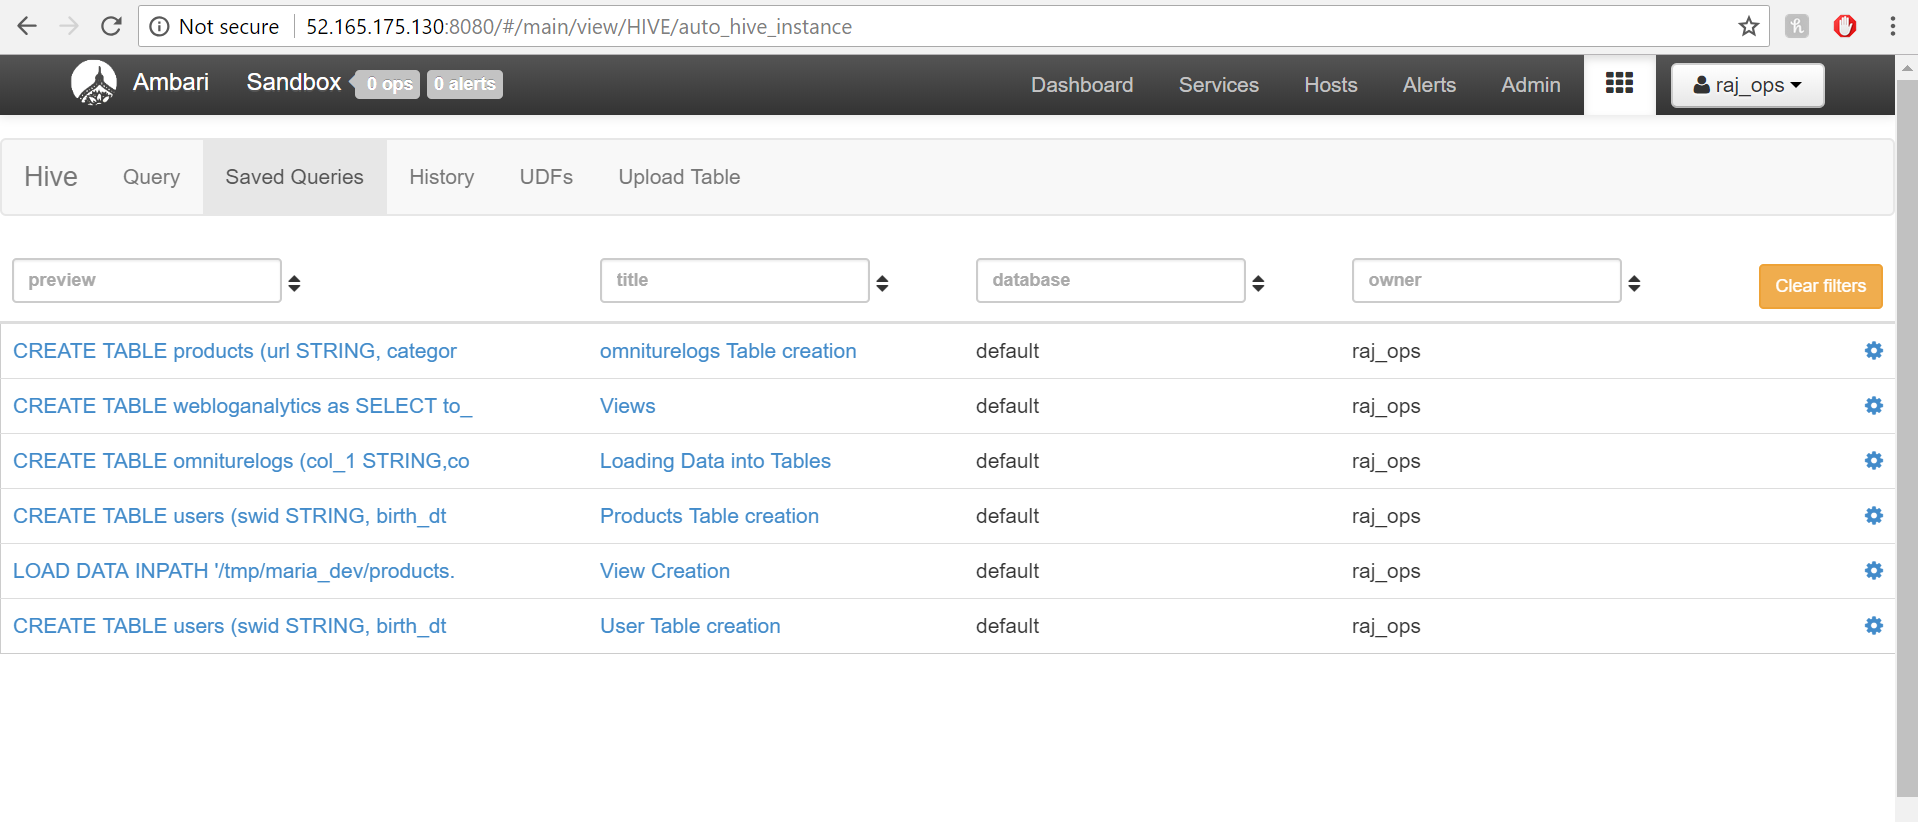 Not secure 52.165.175.130:8080/#/main/view/HIVE/auto_hive_instance
Ambari Sandbox 0 ops 0 alerts Dashboard Services Hosts Alerts Admin raj_ops
Hive Query Saved Queries History UDFs Upload Table
preview title database owner Clear filters
CREATE TABLE products (url STRING, categor omniturelogs Table creation default raj_ops
CREATE TABLE webloganalytics as SELECT to_ Views default raj_ops
CREATE TABLE omniturelogs (col_1 STRING,co Loading Data into Tables default raj_ops
CREATE TABLE users (swid STRING, birth_dt Products Table creation default raj_ops
LOAD DATA INPATH '/tmp/maria_dev/products. View Creation default raj_ops
CREATE TABLE users (swid STRING, birth_dt User Table creation default raj_ops